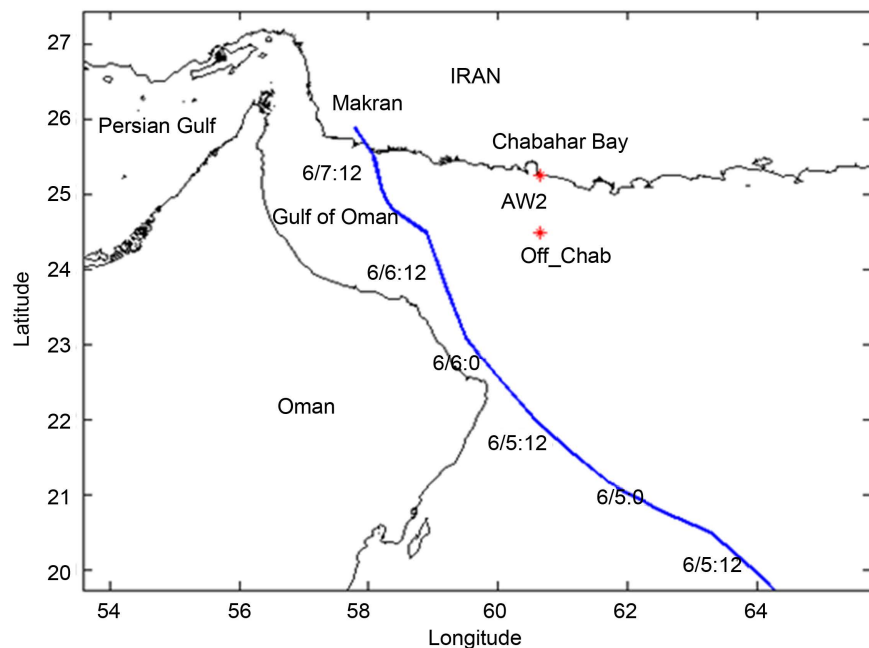 27
IRAN
26
Makran
Persian Gulf
Chabahar Bay
6/7:12
25
AW2
Gulf of Oman
Off_Chab
24
6/6:12
Latitude
23
6/6:0
Oman
22
6/5:12
21
6/5:0
20
6/5:12
54 56 58 60 62 64
Longitude